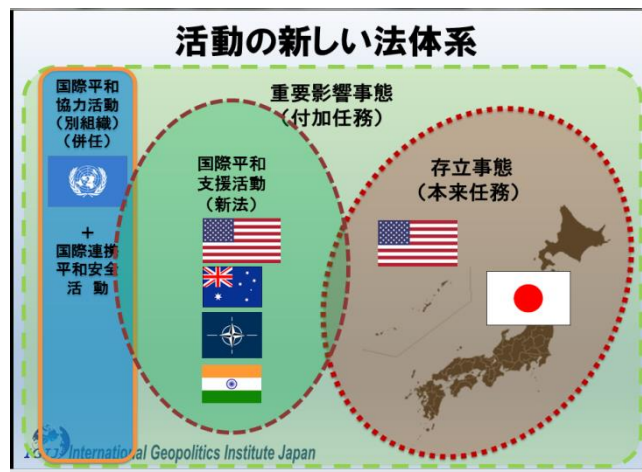 活動の新しい法体系
国際平和
協力活動
（別組織）
（併任）
＋
国際連携
平和安全
活　動
重要影響事態
（付加任務）
国際平和
支援活動
（新法）
存立事態
（本来任務）
IGIJ: International Geopolitics Institute Japan